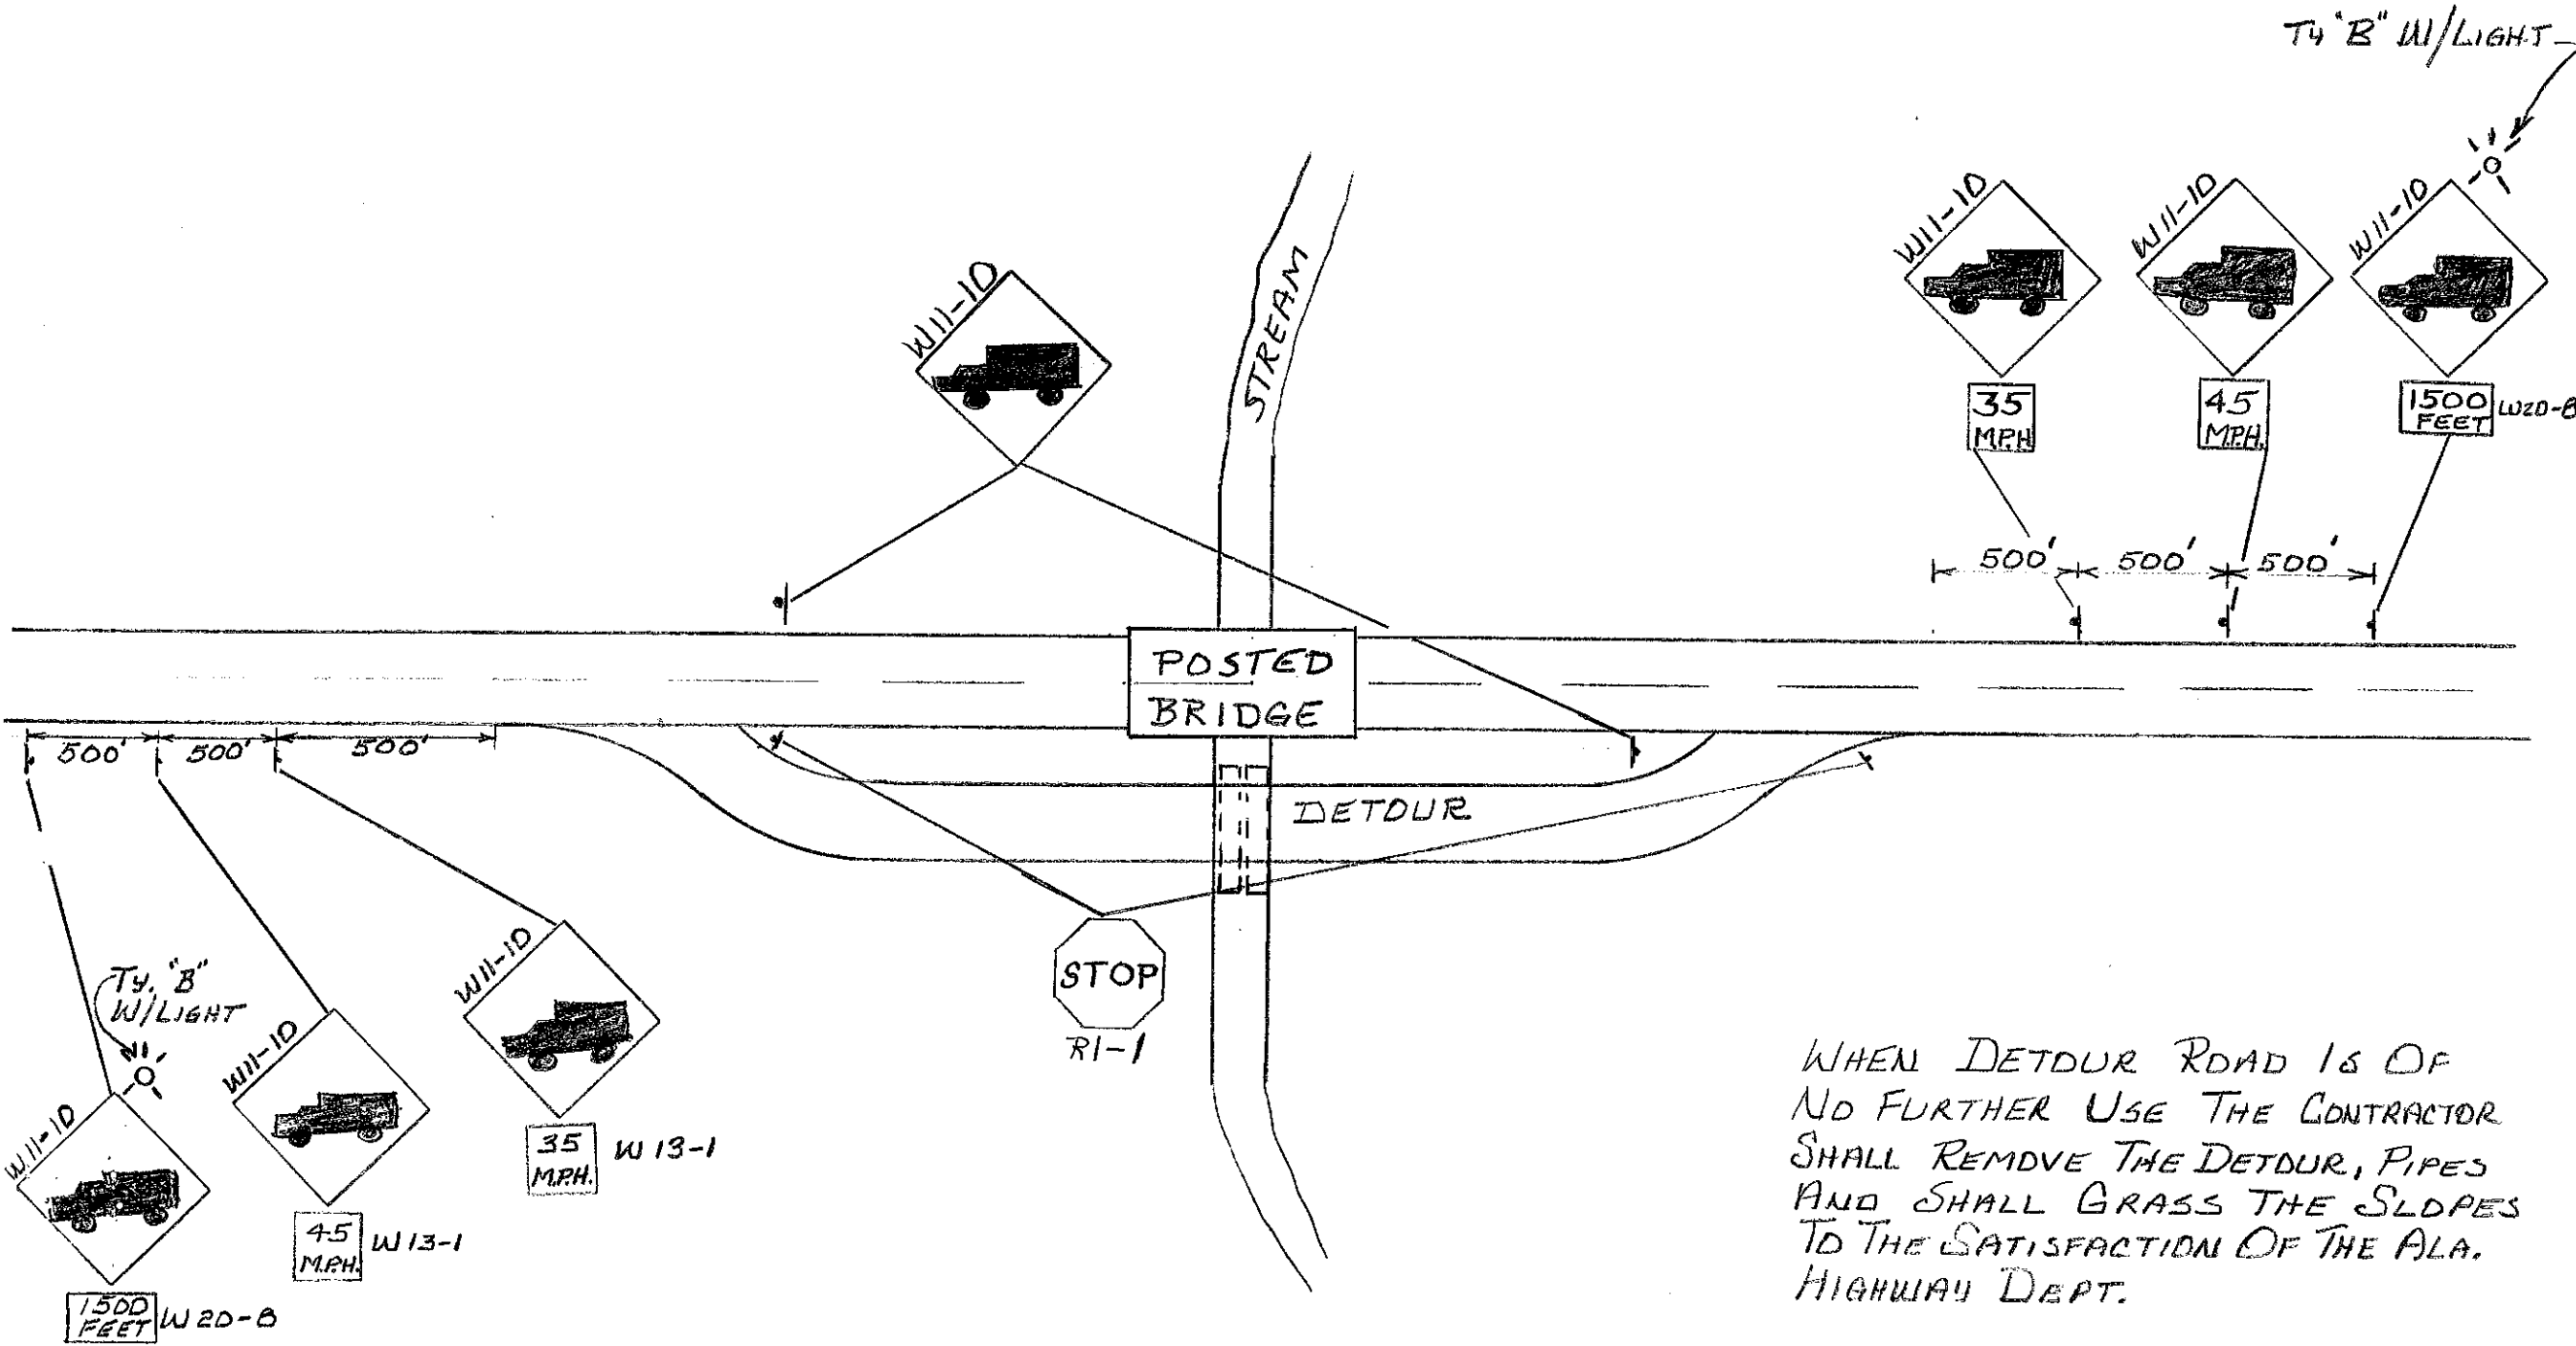 Ty "B" W/LIGHT
W11-10
W11-10
W11-10
W11-10
35
M.P.H
45
M.P.H.
1500
FEET
W20-8
STREAM
500' 500' 500'
POSTED
BRIDGE
500' 500' 500'
DETOUR
STOP
R1-1
Ty. "B"
W/LIGHT
W11-10
W11-10
W11-10
35
M.P.H.
W13-1
45
M.P.H.
W13-1
1500
FEET
W20-8
WHEN DETOUR ROAD IS OF
NO FURTHER USE THE CONTRACTOR
SHALL REMOVE THE DETOUR, PIPES
AND SHALL GRASS THE SLOPES
TO THE SATISFACTION OF THE ALA.
HIGHWAY DEPT.